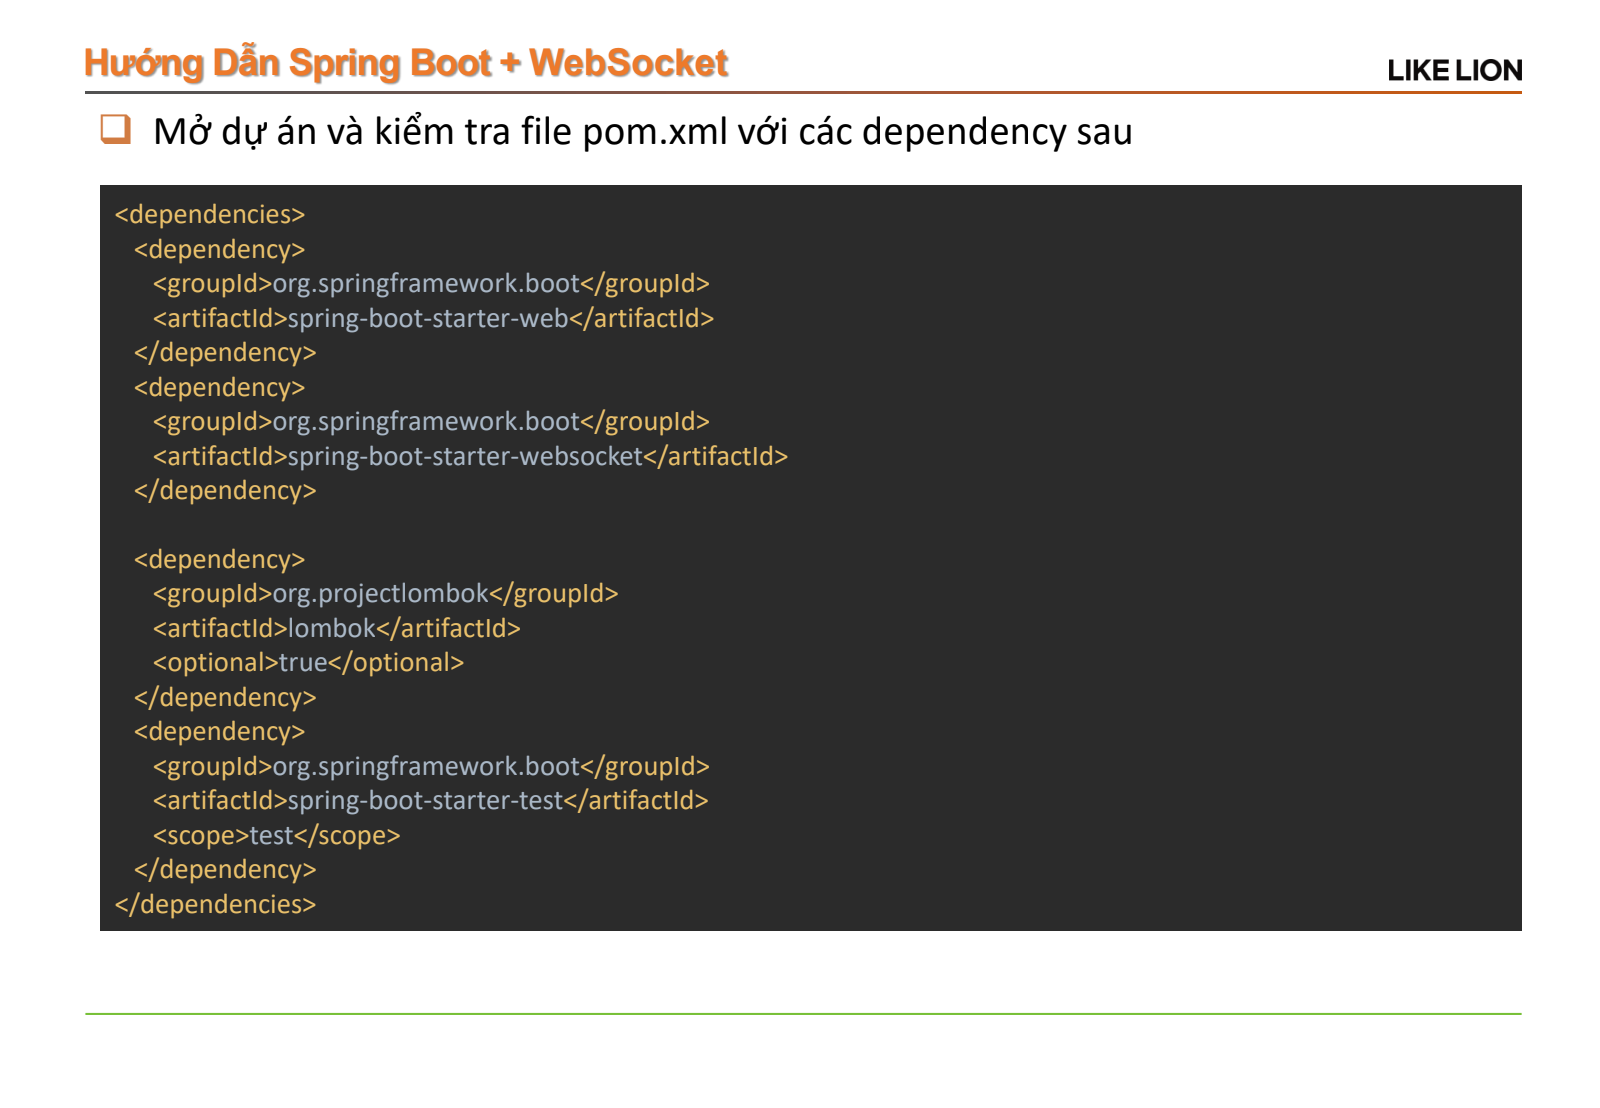 Hướng Dẫn Spring Boot + WebSocket
LIKE LION
Mở dự án và kiểm tra file pom.xml với các dependency sau
<dependencies>
<dependency>
<groupId>org.springframework.boot</groupId>
<artifactId>spring-boot-starter-web</artifactId>
</dependency>
<dependency>
<groupId>org.springframework.boot</groupId>
<artifactId>spring-boot-starter-websocket</artifactId>
</dependency>
<dependency>
<groupId>org.projectlombok</groupId>
<artifactId>lombok</artifactId>
<optional>true</optional>
</dependency>
<dependency>
<groupId>org.springframework.boot</groupId>
<artifactId>spring-boot-starter-test</artifactId>
<scope>test</scope>
</dependency>
</dependencies>